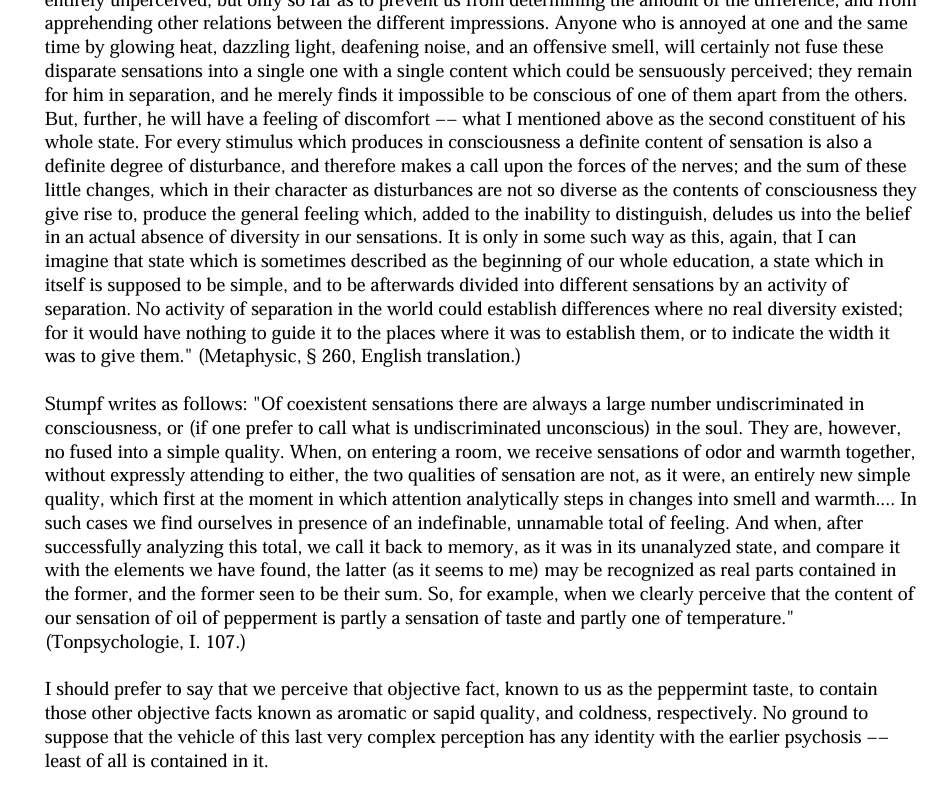 entirely unperceived, but only so far as to prevent us from determining the amount of the difference, and from
apprehending other relations between the different impressions. Anyone who is annoyed at one and the same
time by glowing heat, dazzling light, deafening noise, and an offensive smell, will certainly not fuse these
disparate sensations into a single one with a single content which could be sensuously perceived; they remain
for him in separation, and he merely finds it impossible to be conscious of one of them apart from the others.
But, further, he will have a feeling of discomfort −− what I mentioned above as the second constituent of his
whole state. For every stimulus which produces in consciousness a definite content of sensation is also a
definite degree of disturbance, and therefore makes a call upon the forces of the nerves; and the sum of these
little changes, which in their character as disturbances are not so diverse as the contents of consciousness they
give rise to, produce the general feeling which, added to the inability to distinguish, deludes us into the belief
in an actual absence of diversity in our sensations. It is only in some such way as this, again, that I can
imagine that state which is sometimes described as the beginning of our whole education, a state which in
itself is supposed to be simple, and to be afterwards divided into different sensations by an activity of
separation. No activity of separation in the world could establish differences where no real diversity existed;
for it would have nothing to guide it to the places where it was to establish them, or to indicate the width it
was to give them." (Metaphysic, § 260, English translation.)
Stumpf writes as follows: "Of coexistent sensations there are always a large number undiscriminated in
consciousness, or (if one prefer to call what is undiscriminated unconscious) in the soul. They are, however,
no fused into a simple quality. When, on entering a room, we receive sensations of odor and warmth together,
without expressly attending to either, the two qualities of sensation are not, as it were, an entirely new simple
quality, which first at the moment in which attention analytically steps in changes into smell and warmth.... In
such cases we find ourselves in presence of an indefinable, unnamable total of feeling. And when, after
successfully analyzing this total, we call it back to memory, as it was in its unanalyzed state, and compare it
with the elements we have found, the latter (as it seems to me) may be recognized as real parts contained in
the former, and the former seen to be their sum. So, for example, when we clearly perceive that the content of
our sensation of oil of pepperment is partly a sensation of taste and partly one of temperature."
(Tonpsychologie, I. 107.)
I should prefer to say that we perceive that objective fact, known to us as the peppermint taste, to contain
those other objective facts known as aromatic or sapid quality, and coldness, respectively. No ground to
suppose that the vehicle of this last very complex perception has any identity with the earlier psychosis −−
least of all is contained in it.